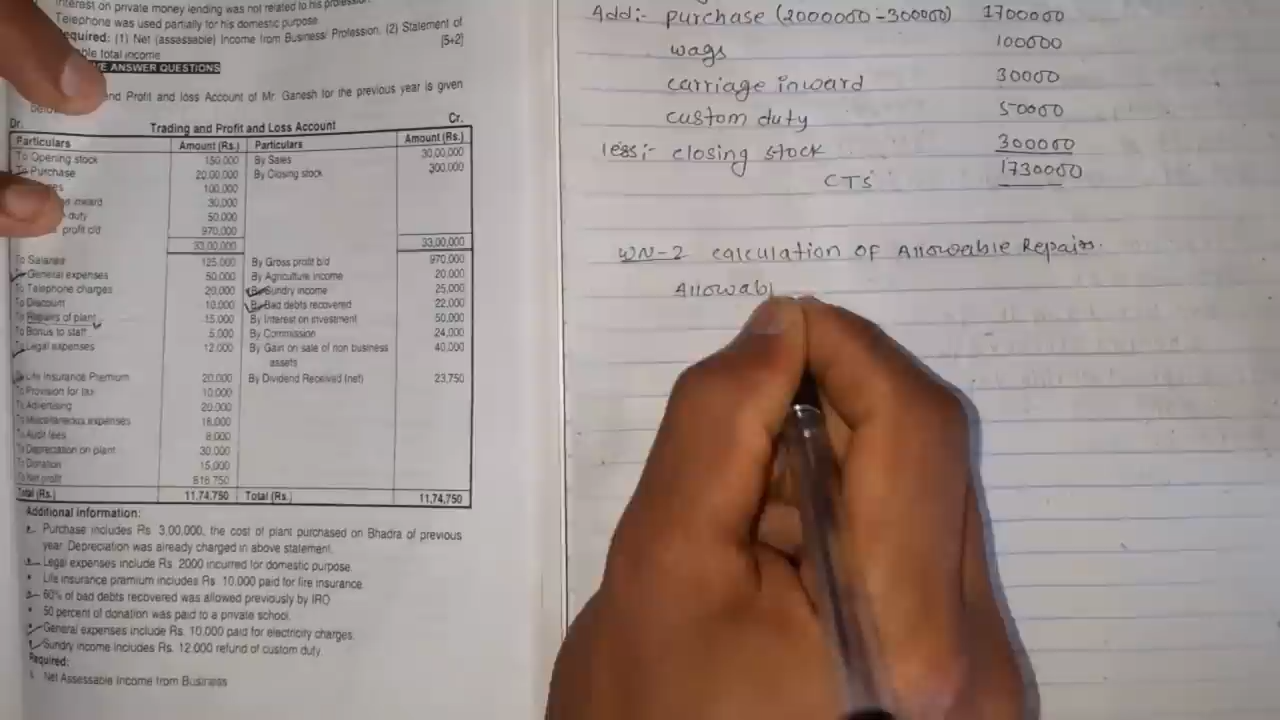 Interest on private money lending was not related to his profession.
Telephone was used partially for his domestic purpose.
equired: (1) Net (assessable) Income from Business/ Profession, (2) Statement of
ble total income. [5+2]
ANSWER QUESTIONS
nd Profit and loss Account of Mr. Ganesh for the previous year is given
Trading and Profit and Loss Account
Dr. Cr.
Particulars Amount (Rs.) Particulars Amount (Rs.)
To Opening stock 150,000 By Sales 30,00,000
To Purchase 20,00,000 By Closing stock 300,000
es 100,000
inward 30,000
duty 50,000
profit c/d 970,000
33,00,000 33,00,000
To Salaries 125,000 By Gross profit b/d 970,000
General expenses 50,000 By Agriculture income 20,000
To Telephone charges 20,000 By Sundry income 25,000
To Discount 10,000 By Bad debts recovered 22,000
To Repairs of plant 15,000 By Interest on investment 50,000
To Bonus to staff 5,000 By Commission 24,000
To Legal expenses 12,000 By Gain on sale of non business 40,000
assets
Life Insurance Premium 20,000 By Dividend Received (net) 23,750
To Provision for tax 10,000
To Advertising 20,000
To Miscellaneous expenses 18,000
To Audit fees 8,000
To Depreciation on plant 30,000
To Donation 15,000
To Net profit 816,750
Total (Rs.) 11,74,750 Total (Rs.) 11,74,750
Additional information:
Purchase includes Rs 3,00,000, the cost of plant purchased on Bhadra of previous
year. Depreciation was already charged in above statement.
Legal expenses include Rs. 2000 incurred for domestic purpose.
• Life insurance premium includes Rs 10,000 paid for fire insurance.
60% of bad debts recovered was allowed previously by IRO
• 50 percent of donation was paid to a private school.
General expenses include Rs. 10,000 paid for electricity charges.
Sundry income includes Rs. 12,000 refund of custom duty.
Required:
Net Assessable Income from Business
Add:- purchase (2000000-300000) 1700000
wags 100000
carriage inward 30000
custom duty 50000
less:- closing stock 300000
CTS 1730000
WN-2 calculation of Allowable Repairs.
Allowabl